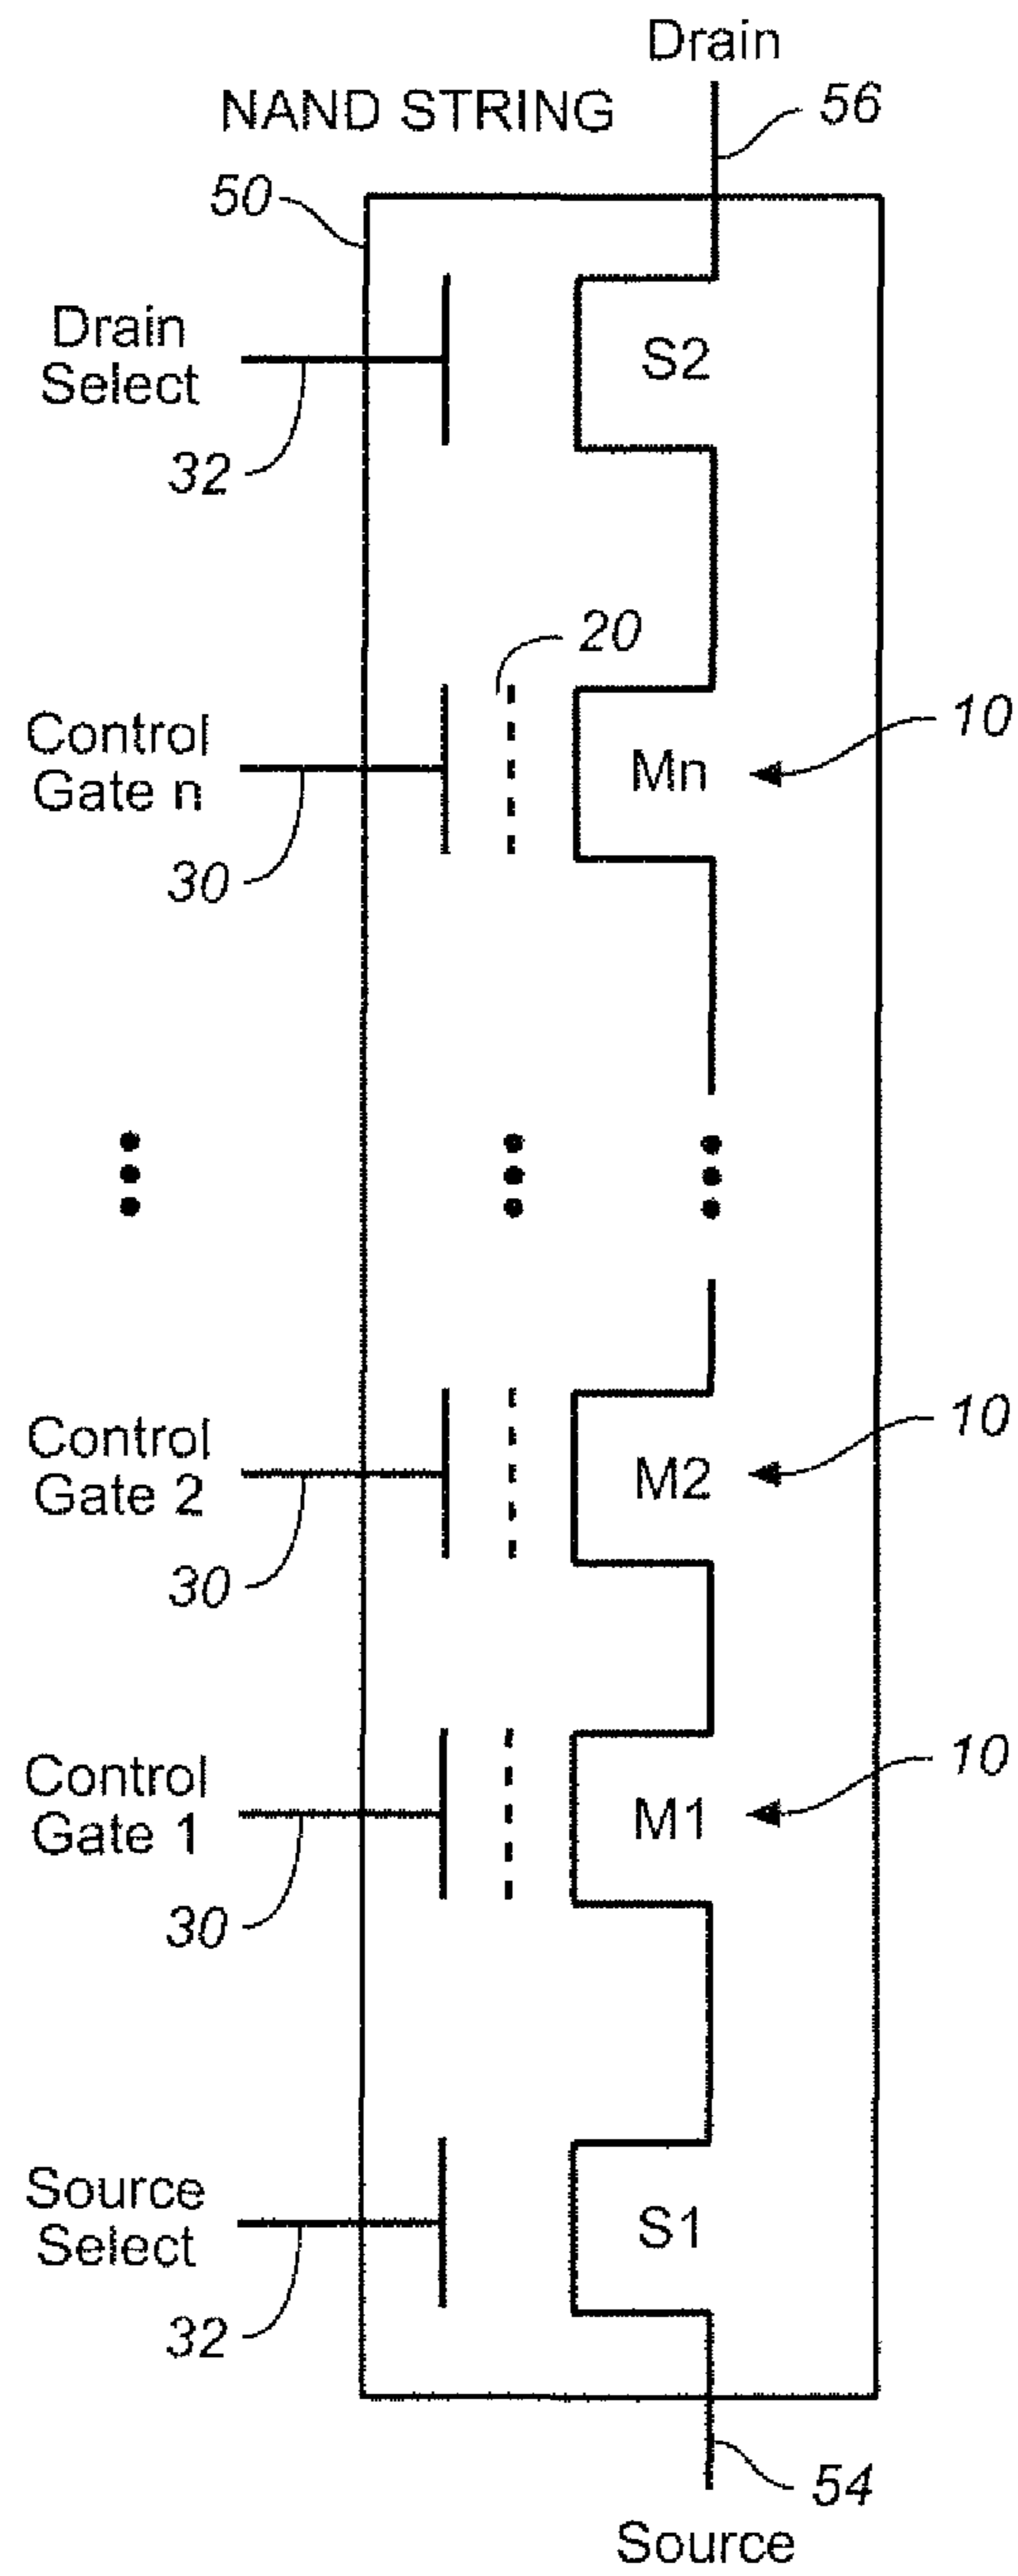 Drain
NAND STRING
56
50
Drain
Select
S2
32
20
Control
Gate n
Mn
10
30
Control
Gate 2
M2
10
30
Control
Gate 1
M1
10
30
Source
Select
S1
32
54
Source